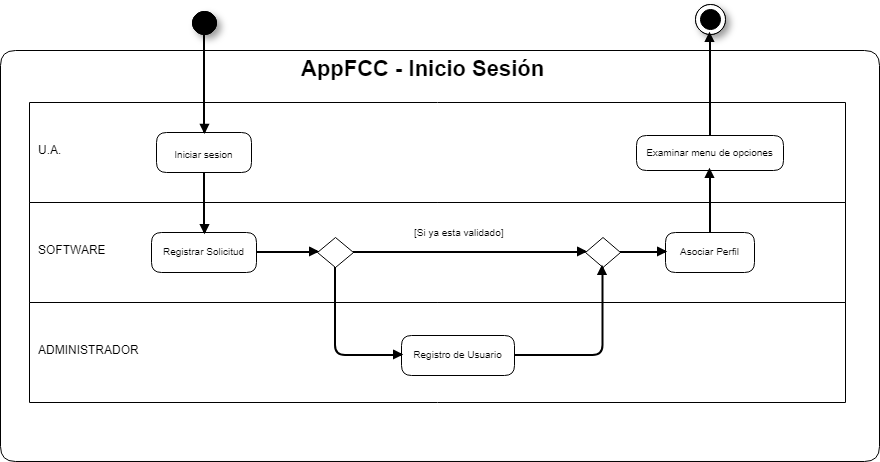 AppFCC - Inicio Sesión
U.A.
Iniciar sesion
Examinar menu de opciones
SOFTWARE
Registrar Solicitud
[Si ya esta validado]
Asociar Perfil
ADMINISTRADOR
Registro de Usuario